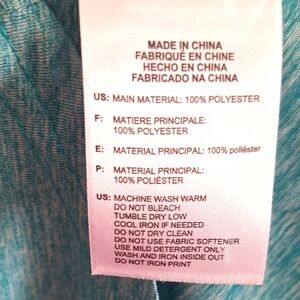 MADE IN CHINA
FABRIQUÉ EN CHINE
HECHO EN CHINA
FABRICADO NA CHINA
US: MAIN MATERIAL: 100% POLYESTER
F: MATIERE PRINCIPALE:
100% POLYESTER
E: MATERIAL PRINCIPAL: 100% poliéster
P: MATERIAL PRINCIPAL:
100% POLIÉSTER
US: MACHINE WASH WARM
DO NOT BLEACH
TUMBLE DRY LOW
COOL IRON IF NEEDED
DO NOT DRY CLEAN
DO NOT USE FABRIC SOFTENER
USE MILD DETERGENT ONLY
WASH AND IRON INSIDE OUT
DO NOT IRON PRINT